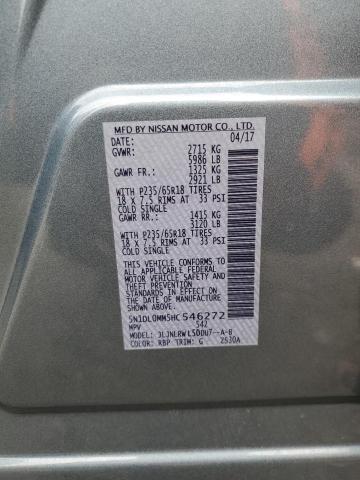 MFD BY NISSAN MOTOR CO., LTD.
DATE: 04/17
GVWR: 2715 KG
5986 LB
GAWR FR.: 1325 KG
2921 LB
WITH P235/65R18 TIRES
18 x 7.5 RIMS AT 33 PSI
COLD SINGLE
GAWR RR.: 1415 KG
3120 LB
WITH P235/65R18 TIRES
18 x 7.5 RIMS AT 33 PSI
COLD SINGLE
THIS VEHICLE CONFORMS TO
ALL APPLICABLE FEDERAL
MOTOR VEHICLE SAFETY AND
THEFT PREVENTION STANDARDS
IN EFFECT ON THE DATE OF
MANUFACTURE
SHOWN ABOVE.
5N1DL0MM5HC546272
MPV 542
JLJNLRWL50UU7--A-B
COLOR: RBP TRIM: G ZS30A